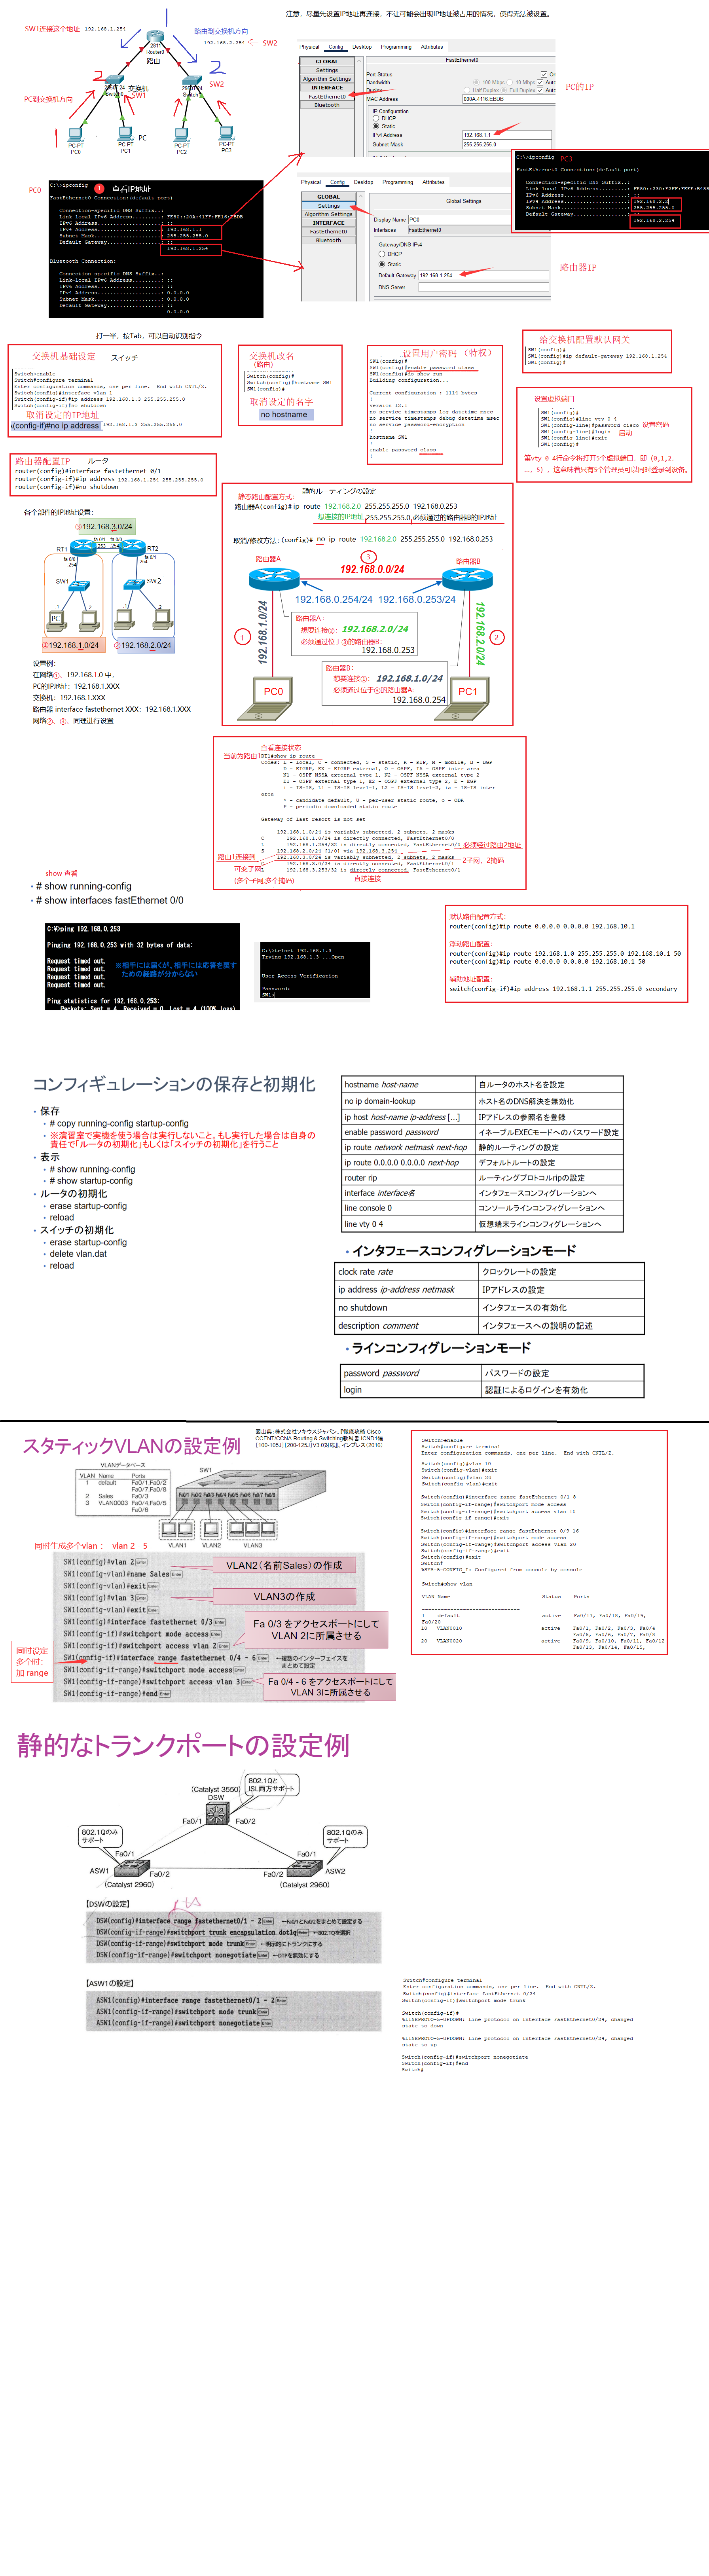 注意，尽量先设置IP地址再连接，不让可能会出现IP地址被占用的情况，使得无法被设置。
SW1连接这个地址 192.168.1.254
路由到交换机方向
192.168.2.254 ← SW2
1
2811
Router0
路由
2
2
交换机
SW1
SW2
PC到交换机方向
1
PC-PT
PC0
PC-PT
PC1
PC
PC-PT
PC2
PC-PT
PC3
Physical Config Desktop Programming Attributes
GLOBAL
Settings
Algorithm Settings
INTERFACE
FastEthernet0
Bluetooth
FastEthernet0
Port Status
Bandwidth 100 Mbps 10 Mbps
Duplex Half Duplex Full Duplex
MAC Address 000A.4116.EBDB
IP Configuration
DHCP
Static
IPv4 Address 192.168.1.1
Subnet Mask 255.255.255.0
PC的IP
PC0
C:\>ipconfig
1 查看IP地址
FastEthernet0 Connection:(default port)
Connection-specific DNS Suffix..:
Link-local IPv6 Address.........: FE80::20A:41FF:FE16:EBDB
IPv6 Address....................: ::
IPv4 Address....................: 192.168.1.1
Subnet Mask.....................: 255.255.255.0
Default Gateway.................: ::
192.168.1.254
Bluetooth Connection:
Connection-specific DNS Suffix..:
Link-local IPv6 Address.........: ::
IPv6 Address....................: ::
IPv4 Address....................: 0.0.0.0
Subnet Mask.....................: 0.0.0.0
Default Gateway.................: ::
0.0.0.0
Physical Config Desktop Programming Attributes
GLOBAL
Settings
Algorithm Settings
INTERFACE
FastEthernet0
Bluetooth
Global Settings
Display Name PC0
Interfaces FastEthernet0
Gateway/DNS IPv4
DHCP
Static
Default Gateway 192.168.1.254
DNS Server
路由器IP
C:\>ipconfig PC3
FastEthernet0 Connection:(default port)
Connection-specific DNS Suffix..:
IPv6 Address....................: ::
IPv4 Address....................: 192.168.2.2
Subnet Mask.....................: 255.255.255.0
Default Gateway.................: ::
192.168.2.254
打一半，按Tab，可以自动识别指令
交换机基础设定 スイッチ
Switch>enable
Switch#configure terminal
Enter configuration commands, one per line. End with CNTL/Z.
Switch(config)#interface vlan 1
Switch(config-if)#ip address 192.168.1.3 255.255.255.0
Switch(config-if)#no shutdown
取消设定的IP地址
(config-if)#no ip address 192.168.1.3 255.255.255.0
交换机改名
(路由)
Switch(config)#
Switch(config)#hostname SW1
SW1(config)#
取消设定的名字
no hostname
设置用户密码 （特权）
SW1(config)#
SW1(config)#enable password class
SW1(config)#do show run
Building configuration...
Current configuration : 1114 bytes
!
version 12.1
no service timestamps log datetime msec
no service timestamps debug datetime msec
no service password-encryption
!
hostname SW1
!
enable password class
!
给交换机配置默认网关
SW1(config)#
SW1(config)#ip default-gateway 192.168.1.254
SW1(config)#
设置虚拟端口
SW1(config)#
SW1(config)#line vty 0 4
SW1(config-line)#password cisco 设置密码
SW1(config-line)#login 启动
SW1(config-line)#exit
SW1(config)#
第vty 0 4行命令将打开5个虚拟端口，即（0,1,2，
…，5），这意味着只有5个管理员可以同时登录到设备。
路由器配置IP ルータ
router(config)#interface fastethernet 0/1
router(config-if)#ip address 192.168.1.254 255.255.255.0
router(config-if)#no shutdown
各个部件的IP地址设置：
③192.168.3.0/24
RT1
fa 0/1
253
fa 0/1
254
RT2
fa 0/0
254
fa 0/1
254
SW1
SW2
1 2 1 2
PC
①192.168.1.0/24
②192.168.2.0/24
设置例：
在网络①、192.168.1.0 中，
PC的IP地址：192.168.1.XXX
交换机：192.168.1.XXX
路由器 interface fastethernet XXX：192.168.1.XXX
网络②、③、同理进行设置
静态路由配置方式： 静的ルーティングの設定
路由器A(config)# ip route 192.168.2.0 255.255.255.0 192.168.0.253
想连接的IP地址 255.255.255.0 必须通过的路由器B的IP地址
取消/修改方法：(config)# no ip route 192.168.2.0 255.255.255.0 192.168.0.253
路由器A
3
192.168.0.0/24
路由器B
192.168.0.254/24 192.168.0.253/24
1
192.168.1.0/24
路由器A：
想要连接②：192.168.2.0/24
必须通过位于③的路由器B：
192.168.0.253
192.168.2.0/24
2
路由器B：
想要连接①：192.168.1.0/24
必须通过位于③的路由器A：
192.168.0.254
PC0
PC1
查看连接状态
当前为路由1 RT1#show ip route
Codes: L - local, C - connected, S - static, R - RIP, M - mobile, B - BGP
D - EIGRP, EX - EIGRP external, O - OSPF, IA - OSPF inter area
N1 - OSPF NSSA external type 1, N2 - OSPF NSSA external type 2
E1 - OSPF external type 1, E2 - OSPF external type 2, E - EGP
i - IS-IS, L1 - IS-IS level-1, L2 - IS-IS level-2, ia - IS-IS inter
area
* - candidate default, U - per-user static route, o - ODR
P - periodic downloaded static route
Gateway of last resort is not set
192.168.1.0/24 is variably subnetted, 2 subnets, 2 masks
C 192.168.1.0/24 is directly connected, FastEthernet0/0
L 192.168.1.254/32 is directly connected, FastEthernet0/0 必须经过路由2地址
S 192.168.2.0/24 [1/0] via 192.168.3.254
路由1连接到 192.168.3.0/24 is variably subnetted, 2 subnets, 2 masks 2子网、2掩码
C 192.168.3.0/24 is directly connected, FastEthernet0/1
可变子网 L 192.168.3.253/32 is directly connected, FastEthernet0/1
(多个子网,多个掩码) 直接连接
show 查看
• # show running-config
• # show interfaces fastEthernet 0/0
C:￥>ping 192.168.0.253
Pinging 192.168.0.253 with 32 bytes of data:
Request timed out.
Request timed out.
Request timed out.
Request timed out.
※相手には届くが、相手には応答を戻す
ための経路が分からない
Ping statistics for 192.168.0.253:
Packets: Sent = 4, Received = 0, Lost = 4 (100% loss)
C:\>telnet 192.168.1.3
Trying 192.168.1.3 ...Open
User Access Verification
Password:
SW1>
默认路由配置方式：
router(config)#ip route 0.0.0.0 0.0.0.0 192.168.10.1
浮动路由配置：
router(config)#ip route 192.168.1.0 255.255.255.0 192.168.10.1 50
router(config)#ip route 0.0.0.0 0.0.0.0 192.168.10.1 50
辅助地址配置：
switch(config-if)#ip address 192.168.1.1 255.255.255.0 secondary
コンフィギュレーションの保存と初期化
• 保存
• # copy running-config startup-config
• ※演習室で実機を使う場合は実行しないこと。もし実行した場合は自身の
責任で「ルータの初期化」もしくは「スイッチの初期化」を行うこと
• 表示
• # show running-config
• # show startup-config
• ルータの初期化
• erase startup-config
• reload
• スイッチの初期化
• erase startup-config
• delete vlan.dat
• reload
hostname host-name 自ルータのホスト名を設定
no ip domain-lookup ホスト名のDNS解決を無効化
ip host host-name ip-address [...] IPアドレスの参照名を登録
enable password password イネーブルEXECモードへのパスワード設定
ip route network netmask next-hop 静的ルーティングの設定
ip route 0.0.0.0 0.0.0.0 next-hop デフォルトルートの設定
router rip ルーティングプロトコルripの設定
interface interface名 インタフェースコンフィグレーションへ
line console 0 コンソールラインコンフィグレーションへ
line vty 0 4 仮想端末ラインコンフィグレーションへ
• インタフェースコンフィグレーションモード
clock rate rate クロックレートの設定
ip address ip-address netmask IPアドレスの設定
no shutdown インタフェースの有効化
description comment インタフェースへの説明の記述
• ラインコンフィグレーションモード
password password パスワードの設定
login 認証によるログインを有効化
スタティックVLANの設定例
図出典 株式会社ソキウスジャパン、『徹底攻略 Cisco
CCENT/CCNA Routing & Switching教科書 ICND1編
[100-105J][200-125J]V3.0対応』、インプレス（2016）
VLANデータベース
VLAN Name Ports
1 default Fa0/1,Fa0/2
Fa0/7,Fa0/8
2 Sales Fa0/3
3 VLAN0003 Fa0/4,Fa0/5
Fa0/6
SW1
VLAN1 VLAN2 VLAN3
同时生成多个vlan： vlan 2 - 5
SW1(config)#vlan 2 Enter
SW1(config-vlan)#name Sales Enter
SW1(config-vlan)#exit Enter
SW1(config)#vlan 3 Enter
SW1(config-vlan)#exit Enter
SW1(config)#interface fastethernet 0/3 Enter
SW1(config-if)#switchport mode access Enter
SW1(config-if)#switchport access vlan 2 Enter
SW1(config-if)#interface range fastethernet 0/4 - 6 Enter ←複数のインターフェイスを
まとめて設定
SW1(config-if-range)#switchport mode access Enter
SW1(config-if-range)#switchport access vlan 3 Enter
SW1(config-if-range)#end Enter
VLAN2（名前Sales）の作成
VLAN3の作成
Fa 0/3 をアクセスポートにして
VLAN 2に所属させる
Fa 0/4 - 6 をアクセスポートにして
VLAN 3に所属させる
同时设定
多个时：
加 range
Switch>enable
Switch#configure terminal
Enter configuration commands, one per line. End with CNTL/Z.
Switch(config)#vlan 10
Switch(config-vlan)#exit
Switch(config)#vlan 20
Switch(config-vlan)#exit
Switch(config)#interface range fastEthernet 0/1-8
Switch(config-if-range)#switchport mode access
Switch(config-if-range)#switchport access vlan 10
Switch(config-if-range)#exit
Switch(config)#interface range fastEthernet 0/9-16
Switch(config-if-range)#switchport mode access
Switch(config-if-range)#switchport access vlan 20
Switch(config-if-range)#exit
Switch(config)#exit
Switch#
%SYS-5-CONFIG_I: Configured from console by console
Switch#show vlan
VLAN Name Status Ports
1 default active Fa0/17, Fa0/18, Fa0/19,
Fa0/20
10 VLAN0010 active Fa0/1, Fa0/2, Fa0/3, Fa0/4
Fa0/5, Fa0/6, Fa0/7, Fa0/8
20 VLAN0020 active Fa0/9, Fa0/10, Fa0/11, Fa0/12
Fa0/13, Fa0/14, Fa0/15,
静的なトランクポートの設定例
(Catalyst 3550)
DSW
802.1Qと
ISL両方サポート
Fa0/1 Fa0/2
802.1Qのみ
サポート
802.1Qのみ
サポート
Fa0/1
Fa0/1
ASW1
Fa0/2
Fa0/2
ASW2
(Catalyst 2960)
(Catalyst 2960)
【DSWの設定】
DSW(config)#interface range fastethernet0/1 - 2 Enter ←Fa0/1とFa0/2をまとめて設定する
DSW(config-if-range)#switchport trunk encapsulation dot1q Enter ←802.1Qを選択
DSW(config-if-range)#switchport mode trunk Enter ←明示的にトランクにする
DSW(config-if-range)#switchport nonegotiate Enter ←DTPを無効にする
【ASW1の設定】
ASW1(config)#interface range fastethernet0/1 - 2 Enter
ASW1(config-if-range)#switchport mode trunk Enter
ASW1(config-if-range)#switchport nonegotiate Enter
Switch#configure terminal
Enter configuration commands, one per line. End with CNTL/Z.
Switch(config)#interface fastEthernet 0/24
Switch(config-if)#switchport mode trunk
Switch(config-if)#
%LINEPROTO-5-UPDOWN: Line protocol on Interface FastEthernet0/24, changed
state to down
%LINEPROTO-5-UPDOWN: Line protocol on Interface FastEthernet0/24, changed
state to up
Switch(config-if)#switchport nonegotiate
Switch(config-if)#end
Switch#